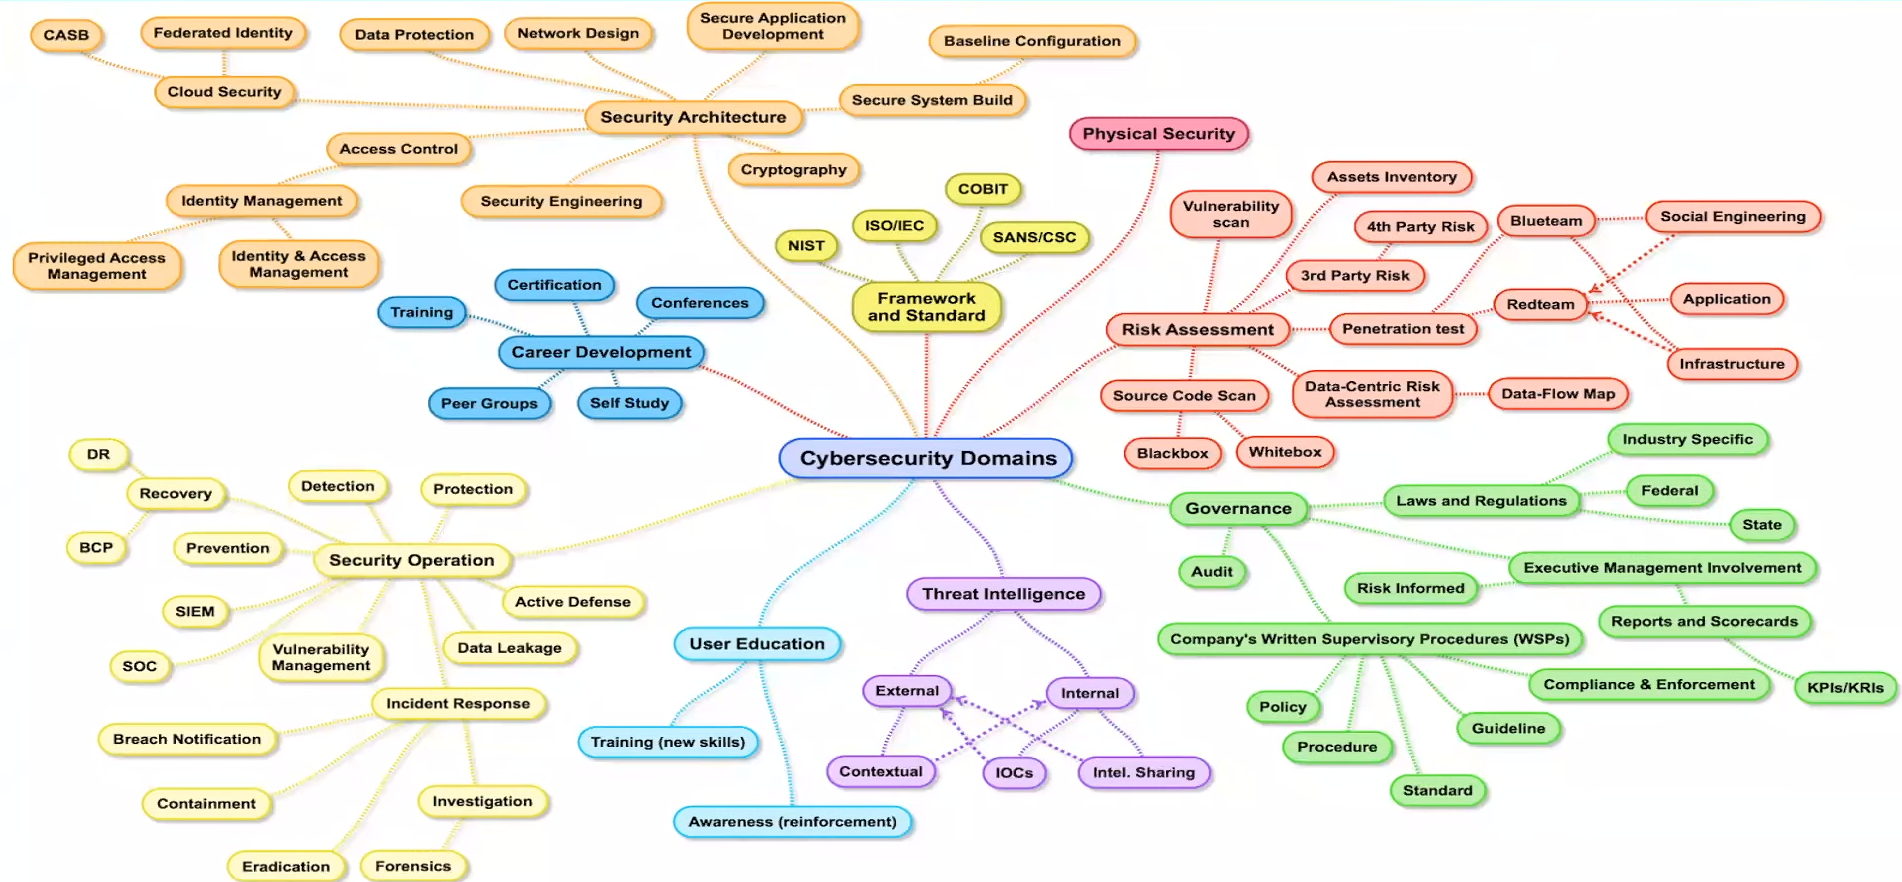 CASB
Federated Identity
Data Protection
Network Design
Secure Application
Development
Baseline Configuration
Cloud Security
Secure System Build
Security Architecture
Access Control
Cryptography
Identity Management
Security Engineering
Privileged Access
Management
Identity & Access
Management
Physical Security
COBIT
ISO/IEC
NIST
SANS/CSC
Framework
and Standard
Certification
Training
Conferences
Career Development
Peer Groups
Self Study
Assets Inventory
Vulnerability
scan
4th Party Risk
Blueteam
Social Engineering
3rd Party Risk
Redteam
Application
Risk Assessment
Penetration test
Infrastructure
Source Code Scan
Data-Centric Risk
Assessment
Data-Flow Map
Blackbox
Whitebox
Cybersecurity Domains
DR
Recovery
Detection
Protection
BCP
Prevention
Security Operation
SIEM
Active Defense
SOC
Vulnerability
Management
Data Leakage
Incident Response
Breach Notification
Containment
Investigation
Eradication
Forensics
User Education
Training (new skills)
Awareness (reinforcement)
Threat Intelligence
External
Internal
Contextual
IOCs
Intel. Sharing
Industry Specific
Laws and Regulations
Federal
Governance
State
Audit
Executive Management Involvement
Risk Informed
Reports and Scorecards
Company's Written Supervisory Procedures (WSPs)
Compliance & Enforcement
KPIs/KRIs
Policy
Guideline
Procedure
Standard